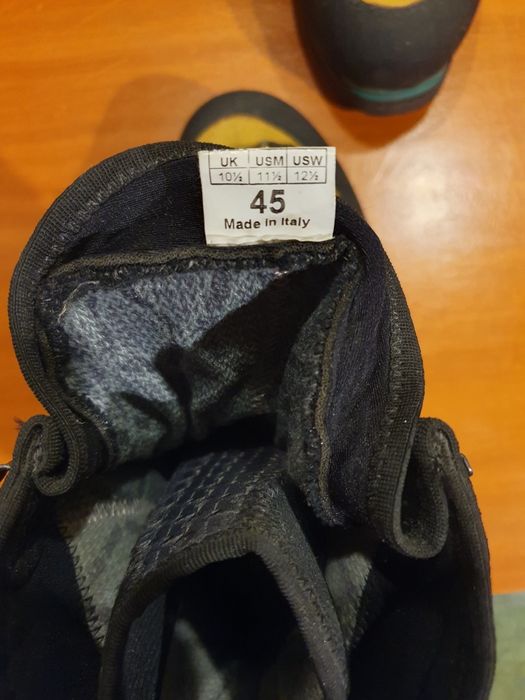 UK USM USW
10½ 11½ 12½
45
Made in Italy